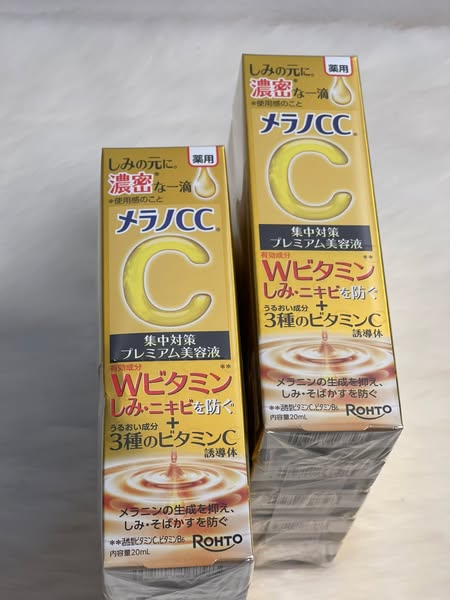 しみの元に。
薬用
濃密*な一滴
*使用感のこと
メラノCC®
C
集中対策
プレミアム美容液
有効成分
Wビタミン**
しみ・ニキビを防ぐ
+
うるおい成分
3種のビタミンC
誘導体
メラニンの生成を抑え、
しみ・そばかすを防ぐ
**活性型ビタミンC、ビタミンE
内容量20mL
ROHTO
しみの元に。
薬用
濃密*な一滴
*使用感のこと
メラノCC®
C
集中対策
プレミアム美容液
有効成分
Wビタミン**
しみ・ニキビを防ぐ
+
うるおい成分
3種のビタミンC
誘導体
メラニンの生成を抑え、
しみ・そばかすを防ぐ
**活性型ビタミンC、ビタミンE
内容量20mL
ROHTO